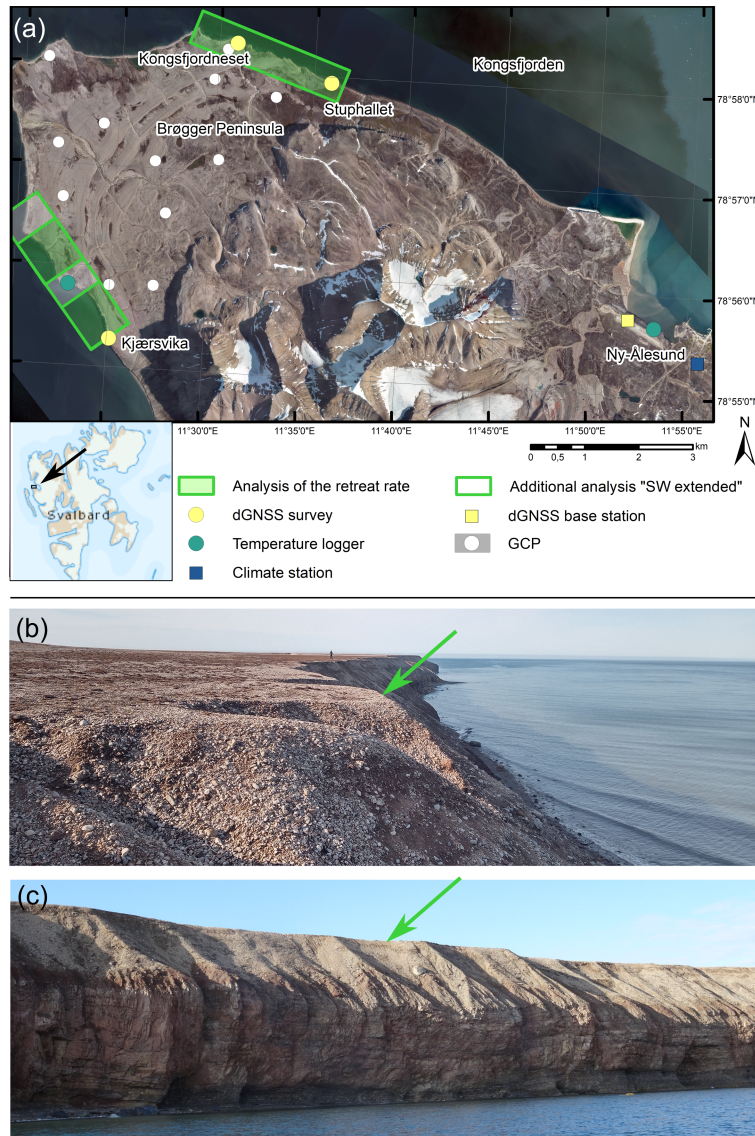 (a)
Kongsfjordneset
Kongsfjorden
Stuphallet
Brøgger Peninsula
Kjærsvika
Ny-Ålesund
78°58'0"N
78°57'0"N
78°56'0"N
78°55'0"N
11°30'0"E 11°35'0"E 11°40'0"E 11°45'0"E 11°50'0"E 11°55'0"E
N
km
0 0,5 1 2 3
Svalbard
Analysis of the retreat rate
Additional analysis "SW extended"
dGNSS survey
dGNSS base station
Temperature logger
GCP
Climate station
(b)
(c)